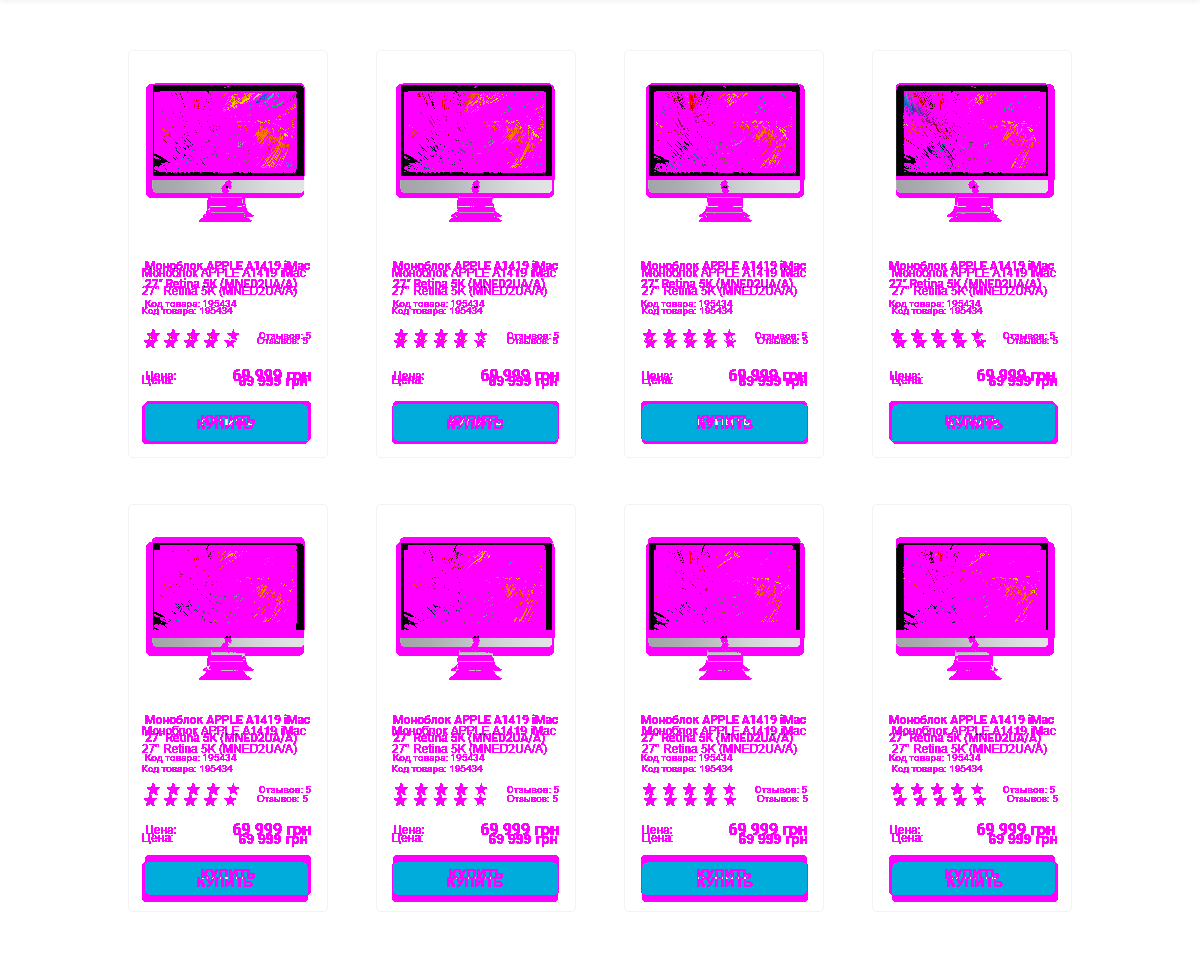 Моноблок APPLE A1419 iMac
27" Retina 5K (MNED2UA/A)
Код товара: 195434
Отзывов: 5
Цена: 69 999 грн
КУПИТЬ
Моноблок APPLE A1419 iMac
27" Retina 5K (MNED2UA/A)
Код товара: 195434
Отзывов: 5
Цена: 69 999 грн
КУПИТЬ
Моноблок APPLE A1419 iMac
27" Retina 5K (MNED2UA/A)
Код товара: 195434
Отзывов: 5
Цена: 69 999 грн
КУПИТЬ
Моноблок APPLE A1419 iMac
27" Retina 5K (MNED2UA/A)
Код товара: 195434
Отзывов: 5
Цена: 69 999 грн
КУПИТЬ
Моноблок APPLE A1419 iMac
27" Retina 5K (MNED2UA/A)
Код товара: 195434
Отзывов: 5
Цена: 69 999 грн
КУПИТЬ
Моноблок APPLE A1419 iMac
27" Retina 5K (MNED2UA/A)
Код товара: 195434
Отзывов: 5
Цена: 69 999 грн
КУПИТЬ
Моноблок APPLE A1419 iMac
27" Retina 5K (MNED2UA/A)
Код товара: 195434
Отзывов: 5
Цена: 69 999 грн
КУПИТЬ
Моноблок APPLE A1419 iMac
27" Retina 5K (MNED2UA/A)
Код товара: 195434
Отзывов: 5
Цена: 69 999 грн
КУПИТЬ